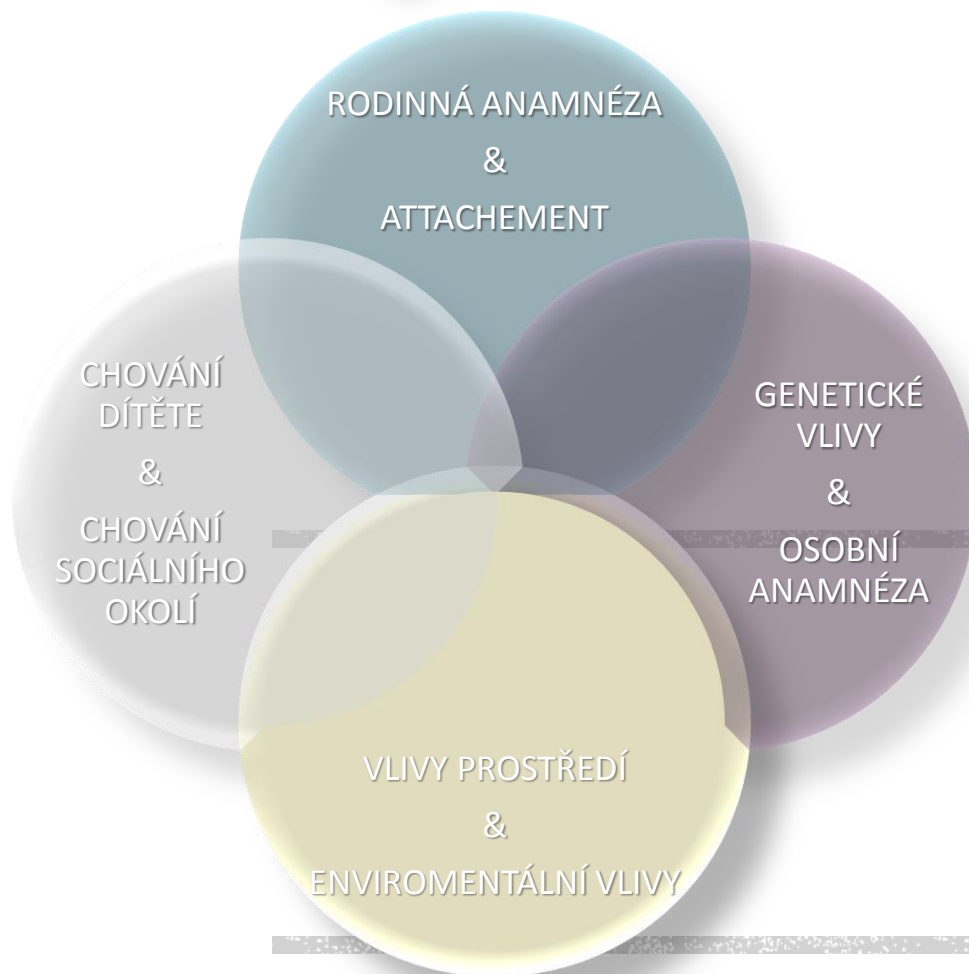 RODINNÁ ANAMNÉZA
&
ATTACHEMENT
CHOVÁNÍ
DÍTĚTE
&
CHOVÁNÍ
SOCIÁLNÍHO
OKOLÍ
GENETICKÉ
VLIVY
&
OSOBNÍ
ANAMNÉZA
VLIVY PROSTŘEDÍ
&
ENVIROMENTÁLNÍ VLIVY